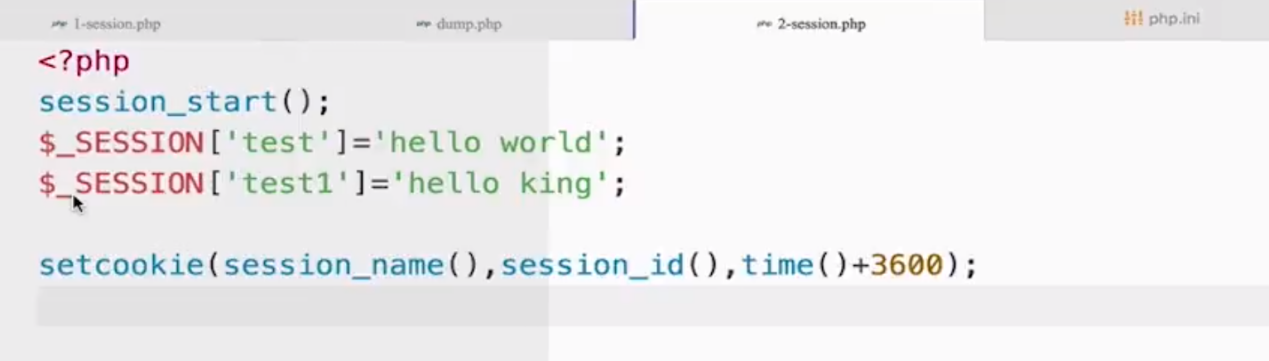 1-session.php
dump.php
2-session.php
php.ini
<?php
session_start();
$_SESSION['test']='hello world';
$_SESSION['test1']='hello king';
setcookie(session_name(),session_id(),time()+3600);